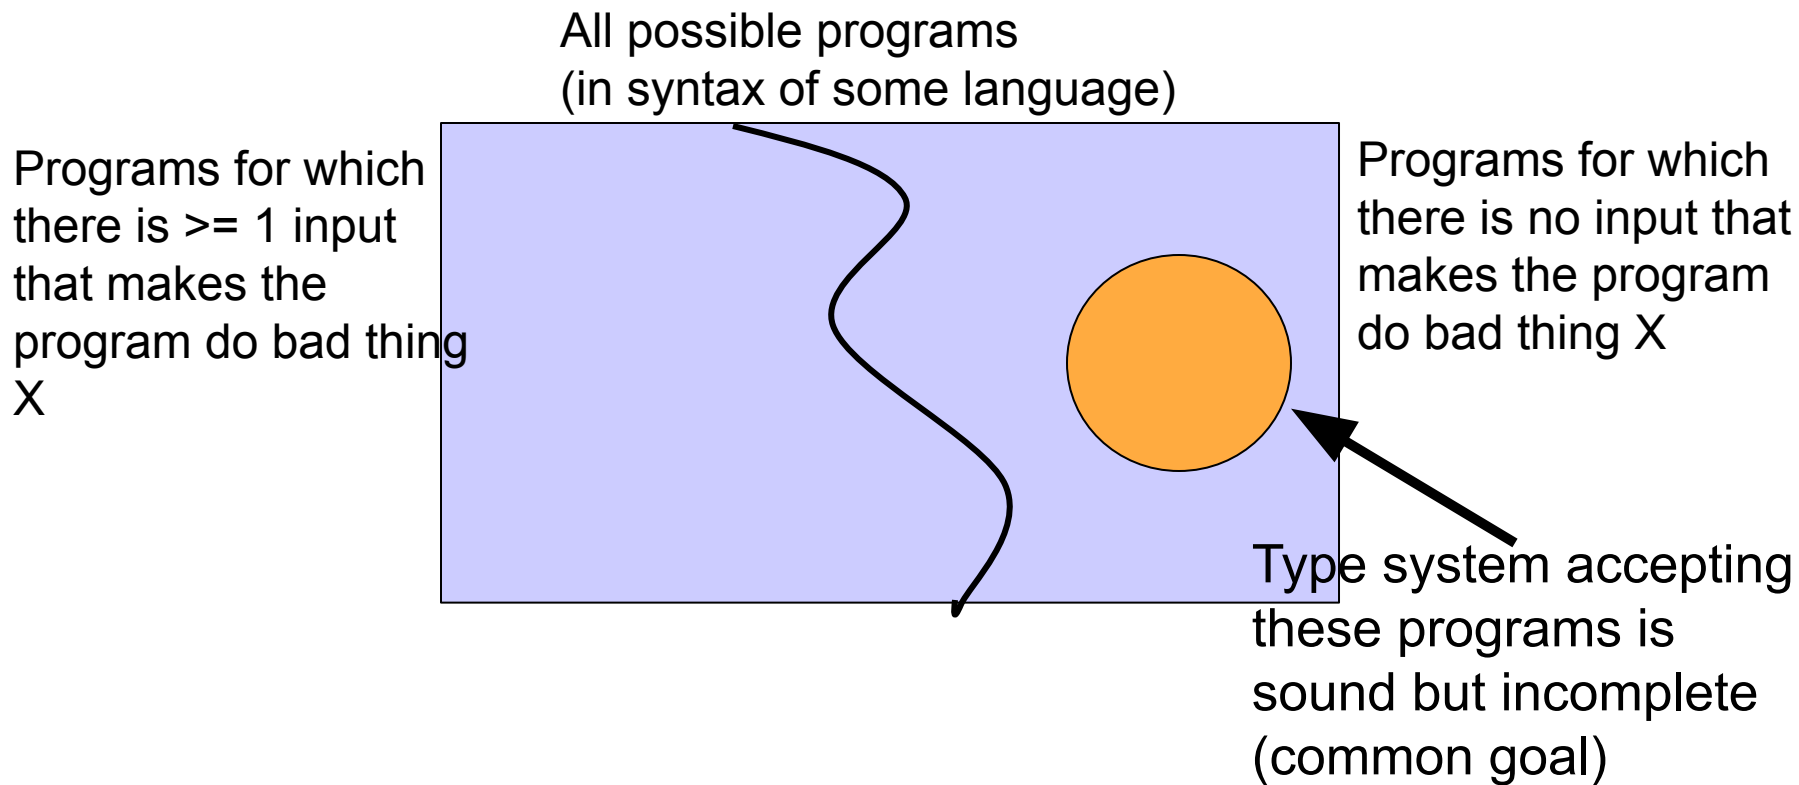 All possible programs
(in syntax of some language)
Programs for which
there is >= 1 input
that makes the
program do bad thing
X
Programs for which
there is no input that
makes the program
do bad thing X
Type system accepting
these programs is
sound but incomplete
(common goal)